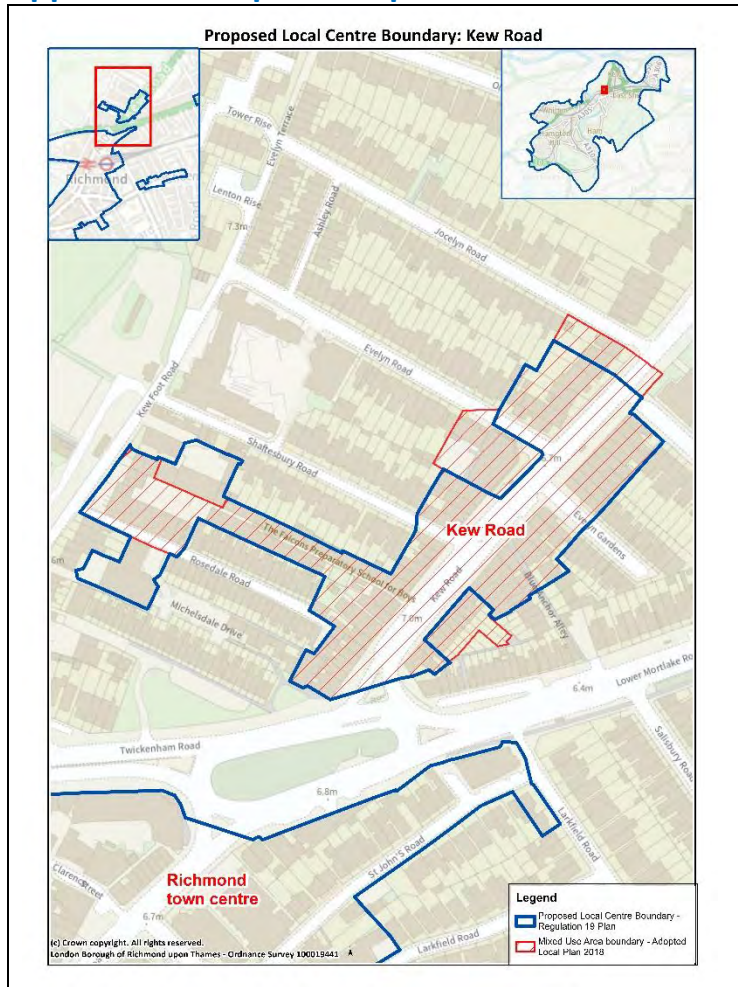 Proposed Local Centre Boundary: Kew Road
Richmond
Ham
Tower Rise
Evelyn Terrace
Lenton Rise
7.3m
Ashley Road
Jocelyn Road
Kew Foot Road
Evelyn Road
Shaftesbury Road
Kew Road
Evelyn Gardens
The Falcons Preparatory School for Boys
Rosedale Road
Kew Road
Blue Anchor Alley
Michelsdale Drive
7.0m
Lower Mortlake Ro
6.4m
Twickenham Road
Salisbury Road
6.8m
Larkfield Road
St John'S Road
Richmond
town centre
6.7m
Larkfield Road
Legend
Proposed Local Centre Boundary -
Regulation 19 Plan
Mixed Use Area boundary - Adopted
Local Plan 2018
(c) Crown copyright. All rights reserved.
London Borough of Richmond upon Thames - Ordnance Survey 100019441